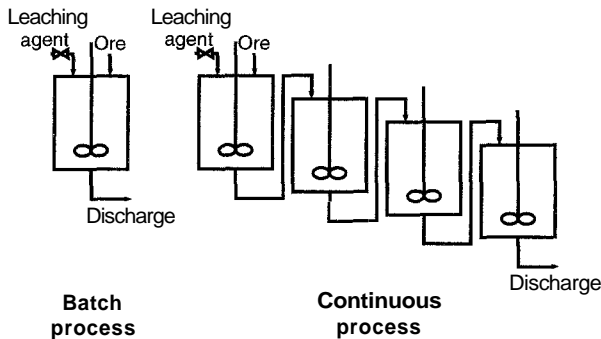 Leaching
agent
Ore
Leaching
agent
Ore
Discharge
Discharge
Batch
process
Continuous
process